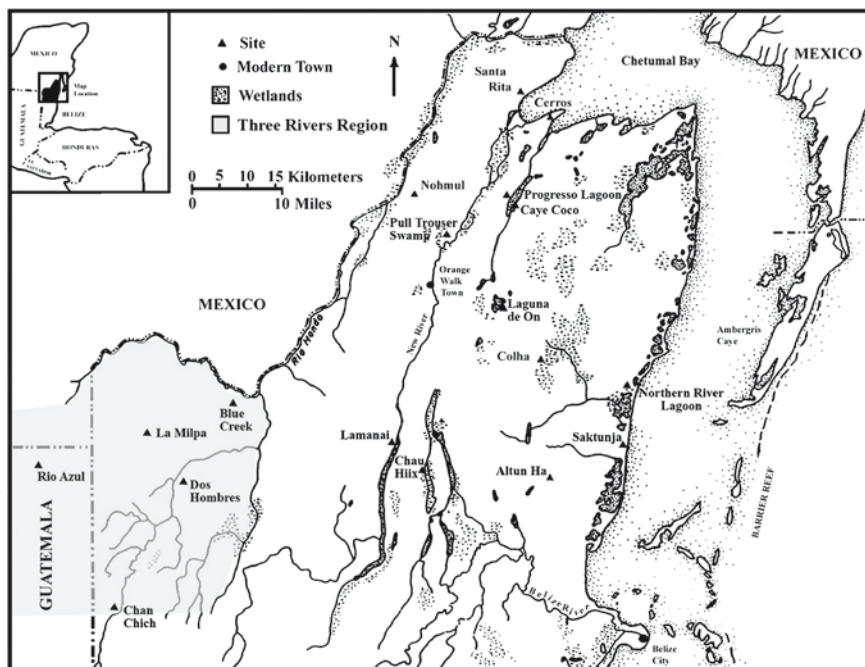 MEXICO
Map
Location
GUATEMALA
BELIZE
HONDURAS
EL
SALVADOR
Site
Modern Town
Wetlands
Three Rivers Region
0 5 10 15 Kilometers
0 10 Miles
N
Santa
Rita
Cerros
Chetumal Bay
MEXICO
Nohmul
Progresso Lagoon
Caye Coco
Pull Trouser
Swamp
Orange
Walk
Town
MEXICO
Rio Hondo
New River
Laguna
de On
Ambergris
Caye
Colha
Northern River
Lagoon
Blue
Creek
La Milpa
Lamanai
Saktunja
Rio Azul
Chau
Hiix
Altun Ha
Dos
Hombres
BARRIER REEF
GUATEMALA
Chan
Chich
Belize River
Belize
City